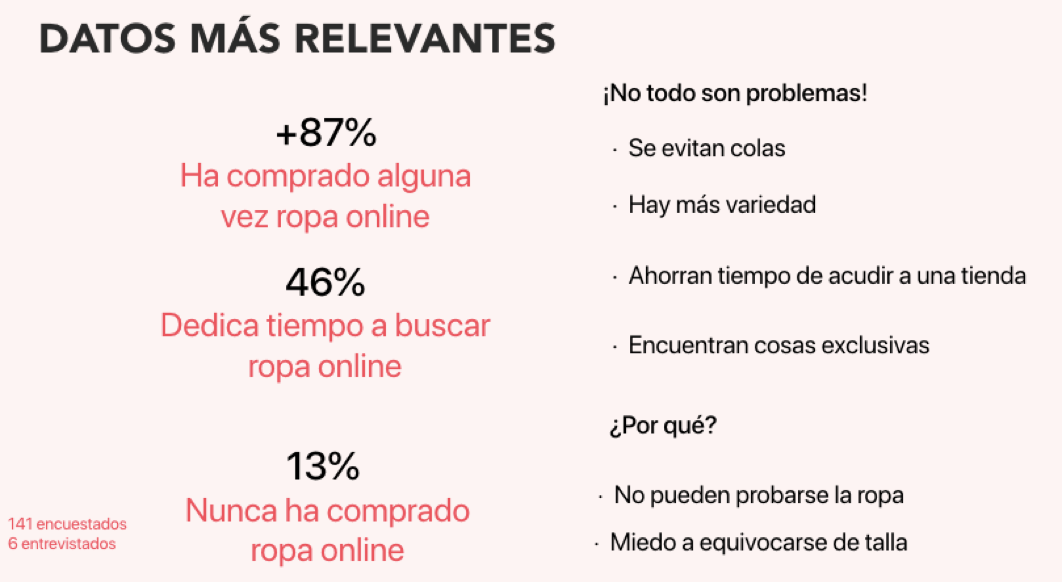 DATOS MÁS RELEVANTES
+87%
Ha comprado alguna
vez ropa online
46%
Dedica tiempo a buscar
ropa online
13%
Nunca ha comprado
ropa online
141 encuestados
6 entrevistados
¡No todo son problemas!
· Se evitan colas
· Hay más variedad
· Ahorran tiempo de acudir a una tienda
· Encuentran cosas exclusivas
¿Por qué?
· No pueden probarse la ropa
· Miedo a equivocarse de talla